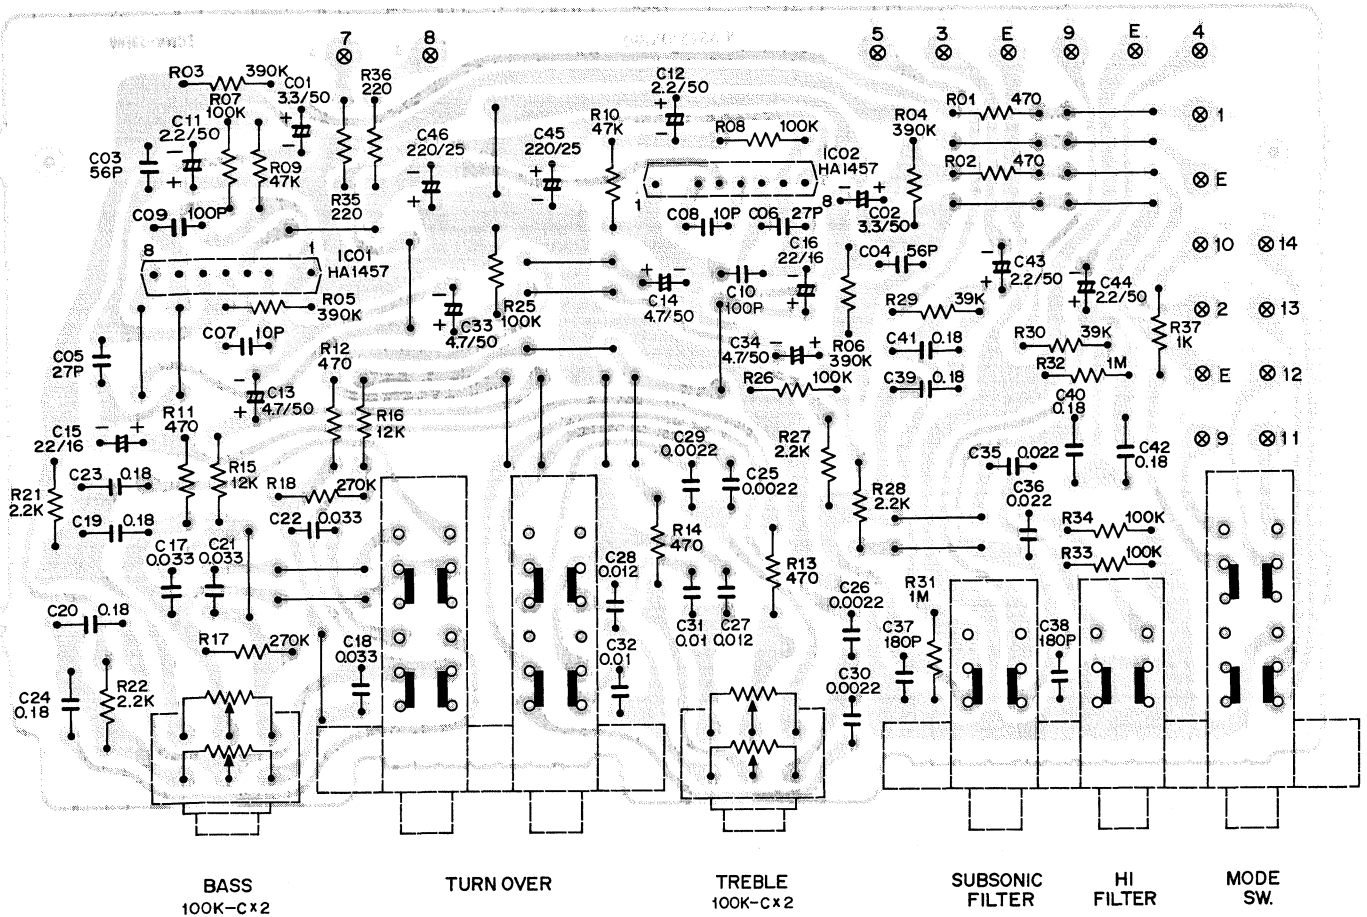 7
8
5
3
E
9
E
4
R03
390K
R07
100K
C01
3.3/50
R36
220
C12
2.2/50
C11
2.2/50
C03
56P
R09
47K
C46
220/25
C45
220/25
R10
47K
R08
100K
R04
390K
R01
470
1
IC02
HA1457
R02
470
E
R35
220
1
8
C02
3.3/50
C09
100P
C08
10P
C06
27P
8
1
IC01
HA1457
C16
22/16
C04
56P
C43
2.2/50
10
14
C14
4.7/50
C10
100P
C44
2.2/50
R05
390K
R25
100K
R29
39K
2
13
C33
4.7/50
C07
10P
C05
27P
R12
470
C34
4.7/50
R06
390K
C41
0.18
R30
39K
R37
1K
R26
100K
C39
0.18
R32
1M
E
12
C13
4.7/50
R11
470
R16
12K
C40
0.18
C15
22/16
R27
2.2K
C29
0.0022
C25
0.0022
C35
0.022
C42
0.18
9
11
C23
0.18
R15
12K
R18
270K
R21
2.2K
R28
2.2K
C36
0.022
C19
0.18
C22
0.033
R14
470
R34
100K
C17
0.033
C21
0.033
C28
0.012
R13
470
R33
100K
C26
0.0022
R31
1M
C20
0.18
C31
0.01
C27
0.012
C37
180P
C38
180P
R17
270K
C18
0.033
C32
0.01
C30
0.0022
C24
0.18
R22
2.2K
BASS
100K-C×2
TURN OVER
TREBLE
100K-C×2
SUBSONIC
FILTER
HI
FILTER
MODE
SW.